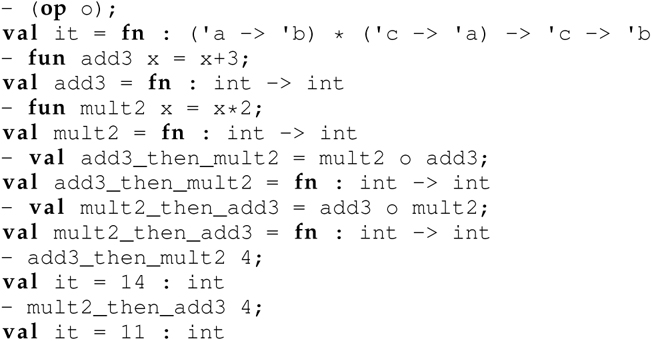 - (op o);
val it = fn : ('a -> 'b) * ('c -> 'a) -> 'c -> 'b
- fun add3 x = x+3;
val add3 = fn : int -> int
- fun mult2 x = x*2;
val mult2 = fn : int -> int
- val add3_then_mult2 = mult2 o add3;
val add3_then_mult2 = fn : int -> int
- val mult2_then_add3 = add3 o mult2;
val mult2_then_add3 = fn : int -> int
- add3_then_mult2 4;
val it = 14 : int
- mult2_then_add3 4;
val it = 11 : int